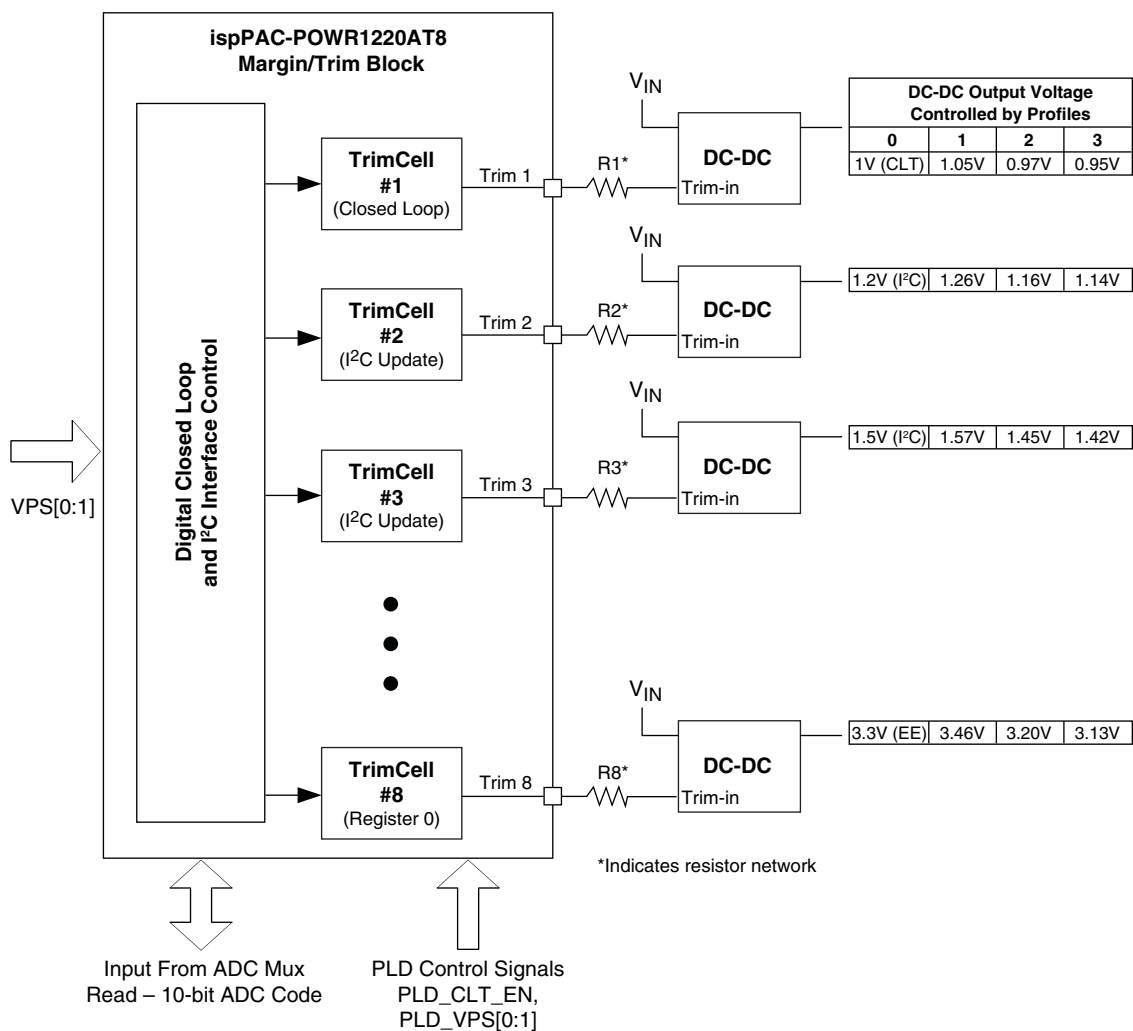 ispPAC-POWR1220AT8
Margin/Trim Block
Digital Closed Loop
and I²C Interface Control
VPS[0:1]
TrimCell
#1
(Closed Loop)
Trim 1
R1*
VIN
DC-DC
Trim-in
DC-DC Output Voltage
Controlled by Profiles
0 1 2 3
1V (CLT) 1.05V 0.97V 0.95V
TrimCell
#2
(I²C Update)
Trim 2
R2*
VIN
DC-DC
Trim-in
1.2V (I²C) 1.26V 1.16V 1.14V
TrimCell
#3
(I²C Update)
Trim 3
R3*
VIN
DC-DC
Trim-in
1.5V (I²C) 1.57V 1.45V 1.42V
TrimCell
#8
(Register 0)
Trim 8
R8*
VIN
DC-DC
Trim-in
3.3V (EE) 3.46V 3.20V 3.13V
*Indicates resistor network
Input From ADC Mux
Read – 10-bit ADC Code
PLD Control Signals
PLD_CLT_EN,
PLD_VPS[0:1]